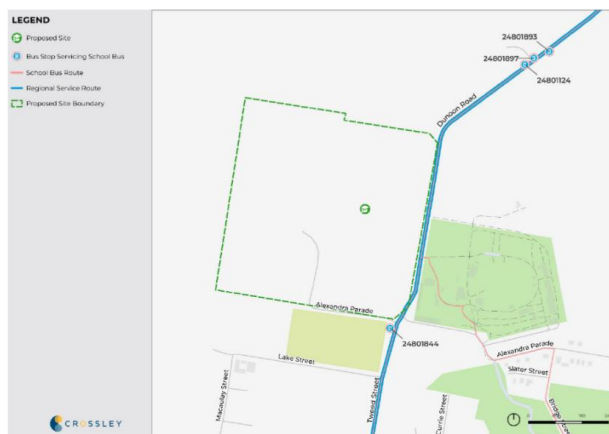 LEGEND
Proposed Site
Bus Stop Servicing School Bus
School Bus Route
Regional Service Route
Proposed Site Boundary
24801893
24801897
24801124
Dunoon Road
Alexandra Parade
24801844
Lake Street
Alexandra Parade
Slater Street
Macaulay Street
Tweed Street
Currie Street
CROSSLEY